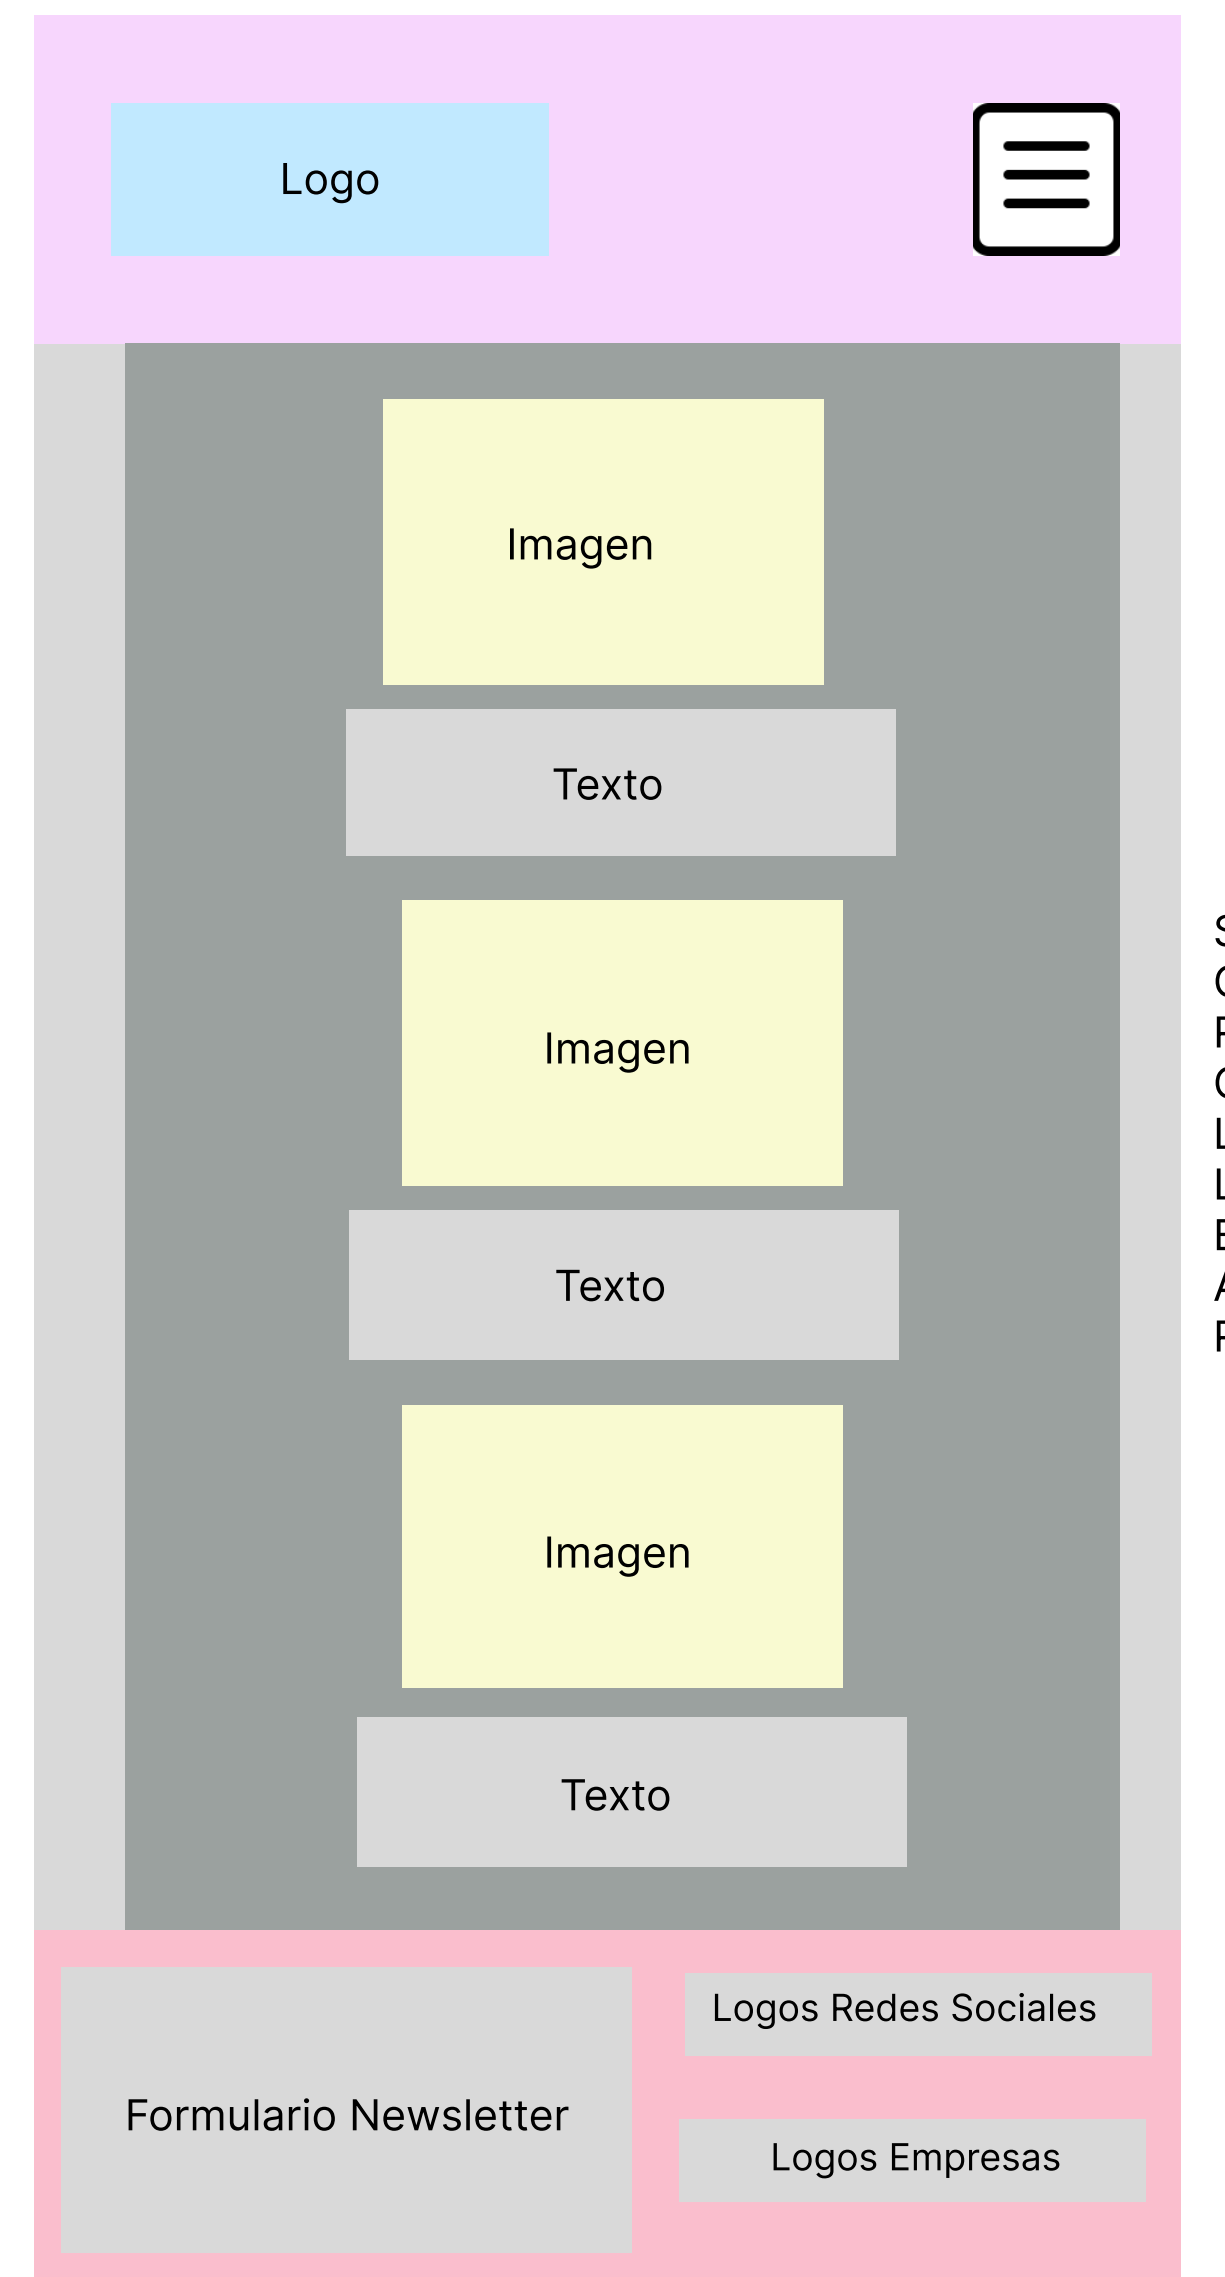 Logo
Imagen
Texto
Imagen
Texto
Imagen
Texto
Formulario Newsletter
Logos Redes Sociales
Logos Empresas